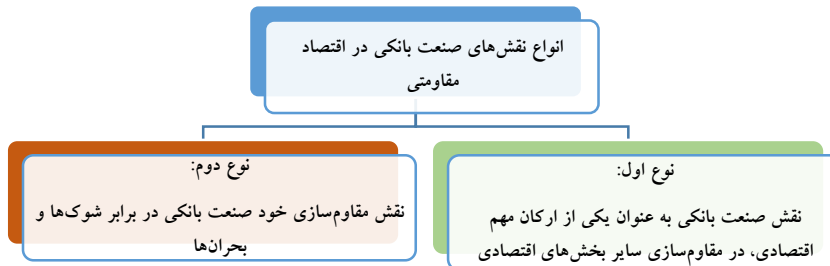 انواع نقش‌های صنعت بانکی در اقتصاد
مقاومتی
نوع اول:
نقش صنعت بانکی به عنوان یکی از ارکان مهم
اقتصادی، در مقاوم‌سازی سایر بخش‌های اقتصادی
نوع دوم:
نقش مقاوم‌سازی خود صنعت بانکی در برابر شوک‌ها و
بحران‌ها